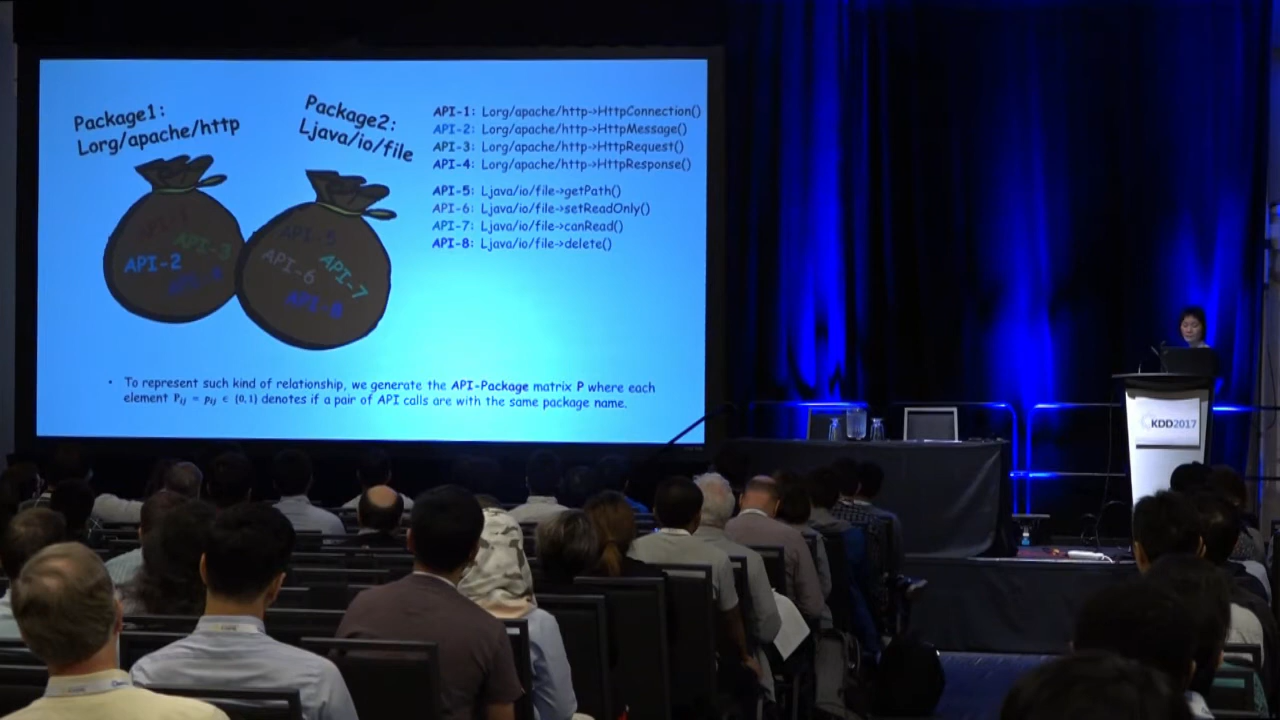 Package1:
Lorg/apache/http
Package2:
Ljava/io/file
API-1: Lorg/apache/http->HttpConnection()
API-2: Lorg/apache/http->HttpMessage()
API-3: Lorg/apache/http->HttpRequest()
API-4: Lorg/apache/http->HttpResponse()
API-5: Ljava/io/file->getPath()
API-6: Ljava/io/file->setReadOnly()
API-7: Ljava/io/file->canRead()
API-8: Ljava/io/file->delete()
API-3
API-2
API-5
API-6
API-7
API-8
• To represent such kind of relationship, we generate the API-Package matrix P where each
element Pij = pij ∈ {0,1} denotes if a pair of API calls are with the same package name.
KDD2017